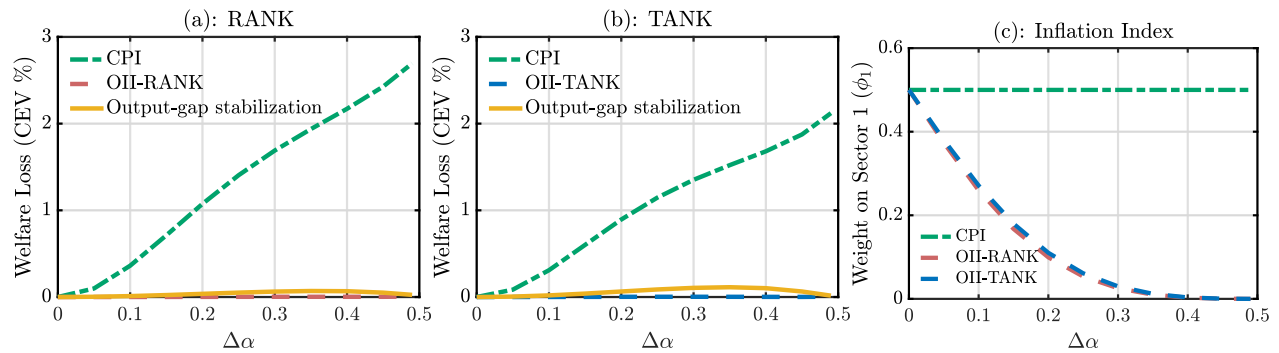 (a): RANK
Welfare Loss (CEV %)
3
2
1
0
CPI
OII-RANK
Output-gap stabilization
0 0.1 0.2 0.3 0.4 0.5
Δα
(b): TANK
Welfare Loss (CEV %)
3
2
1
0
CPI
OII-TANK
Output-gap stabilization
0 0.1 0.2 0.3 0.4 0.5
Δα
(c): Inflation Index
Weight on Sector 1 (ϕ₁)
0.6
0.4
0.2
0
CPI
OII-RANK
OII-TANK
0 0.1 0.2 0.3 0.4 0.5
Δα